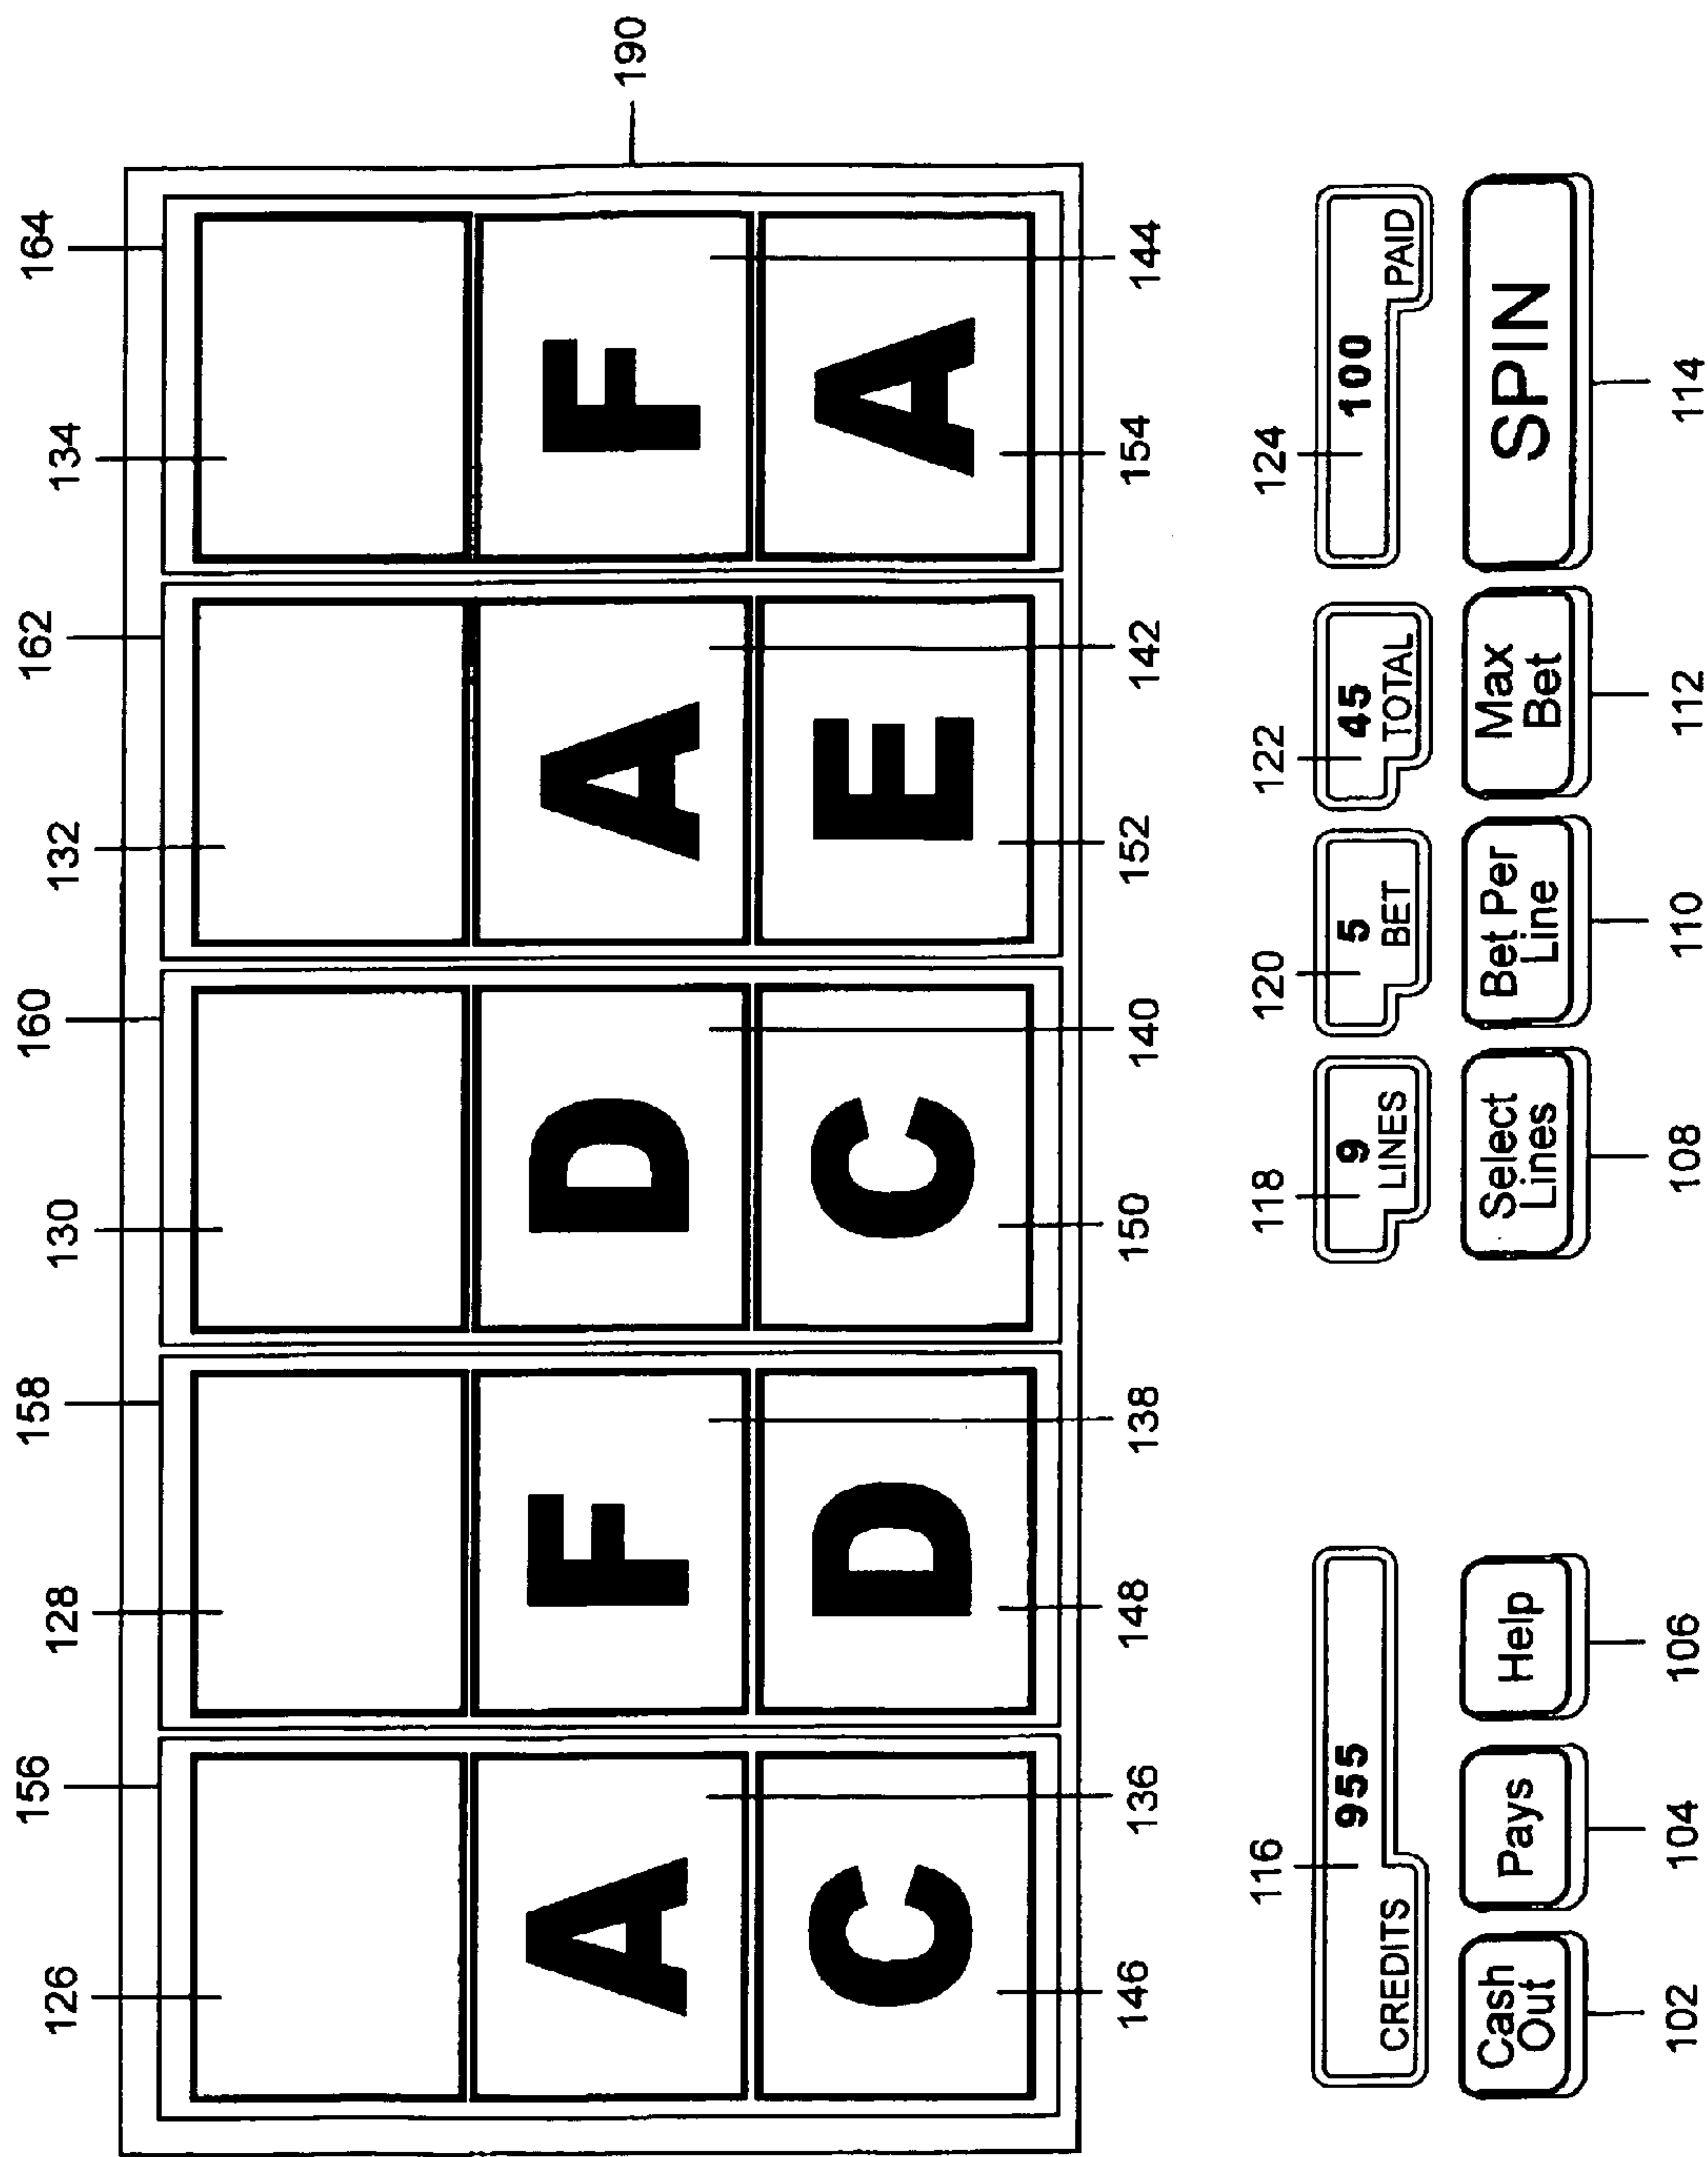 156 158 160 162 164
126 128 130 132 134
190
A F D A F
C D C E A
146 136 148 138 150 140 152 142 154 144
116 118 120 122 124
955 9 5 45 100
CREDITS LINES BET TOTAL PAID
Cash Out
Pays
Help
Select Lines
Bet Per Line
Max Bet
SPIN
102 104 106 108 110 112 114